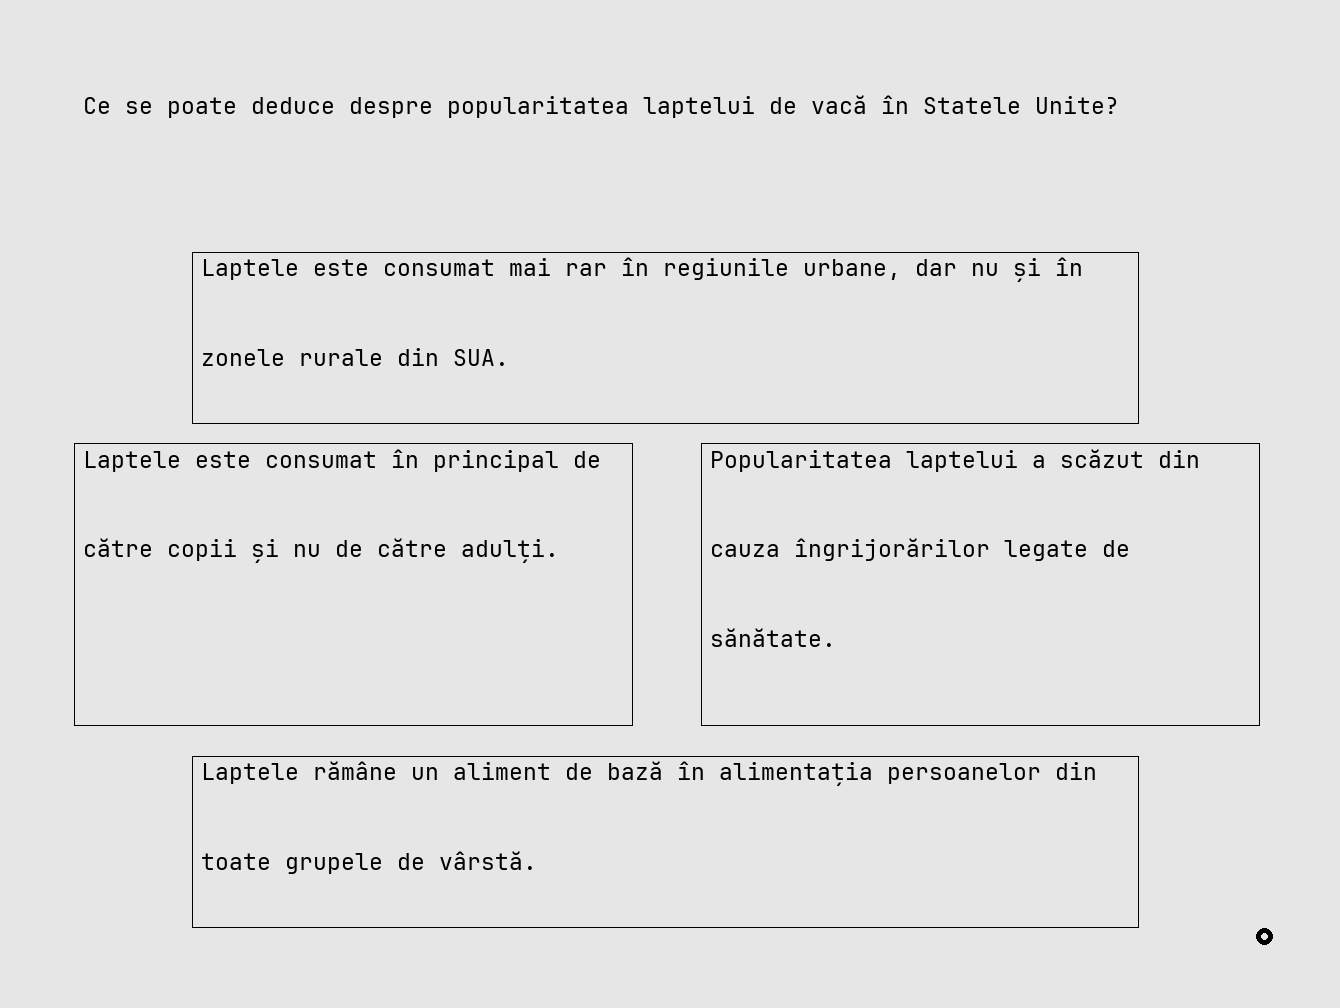 Ce se poate deduce despre popularitatea laptelui de vacă în Statele Unite?
Laptele este consumat mai rar în regiunile urbane, dar nu și în
zonele rurale din SUA.
Laptele este consumat în principal de
către copii și nu de către adulți.
Popularitatea laptelui a scăzut din
cauza îngrijorărilor legate de
sănătate.
Laptele rămâne un aliment de bază în alimentația persoanelor din
toate grupele de vârstă.